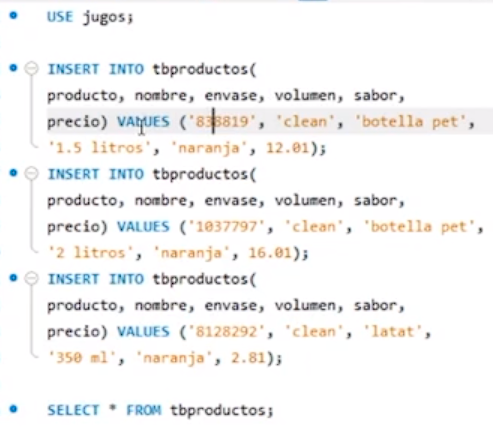 USE jugos;
INSERT INTO tbproductos(
producto, nombre, envase, volumen, sabor,
precio) VALUES ('838819', 'clean', 'botella pet',
'1.5 litros', 'naranja', 12.01);
INSERT INTO tbproductos(
producto, nombre, envase, volumen, sabor,
precio) VALUES ('1037797', 'clean', 'botella pet',
'2 litros', 'naranja', 16.01);
INSERT INTO tbproductos(
producto, nombre, envase, volumen, sabor,
precio) VALUES ('8128292', 'clean', 'latat',
'350 ml', 'naranja', 2.81);
SELECT * FROM tbproductos;